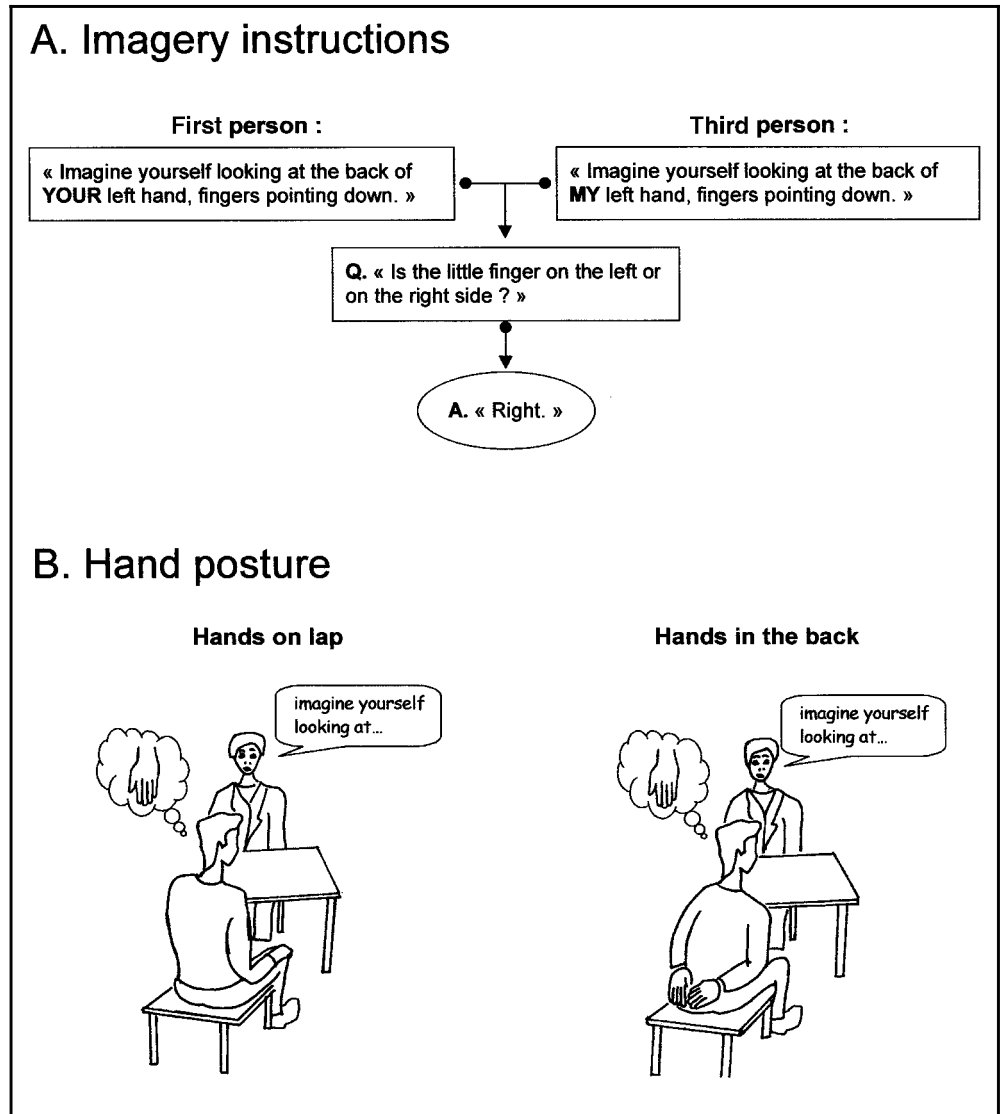 A. Imagery instructions
First person :
« Imagine yourself looking at the back of
YOUR left hand, fingers pointing down. »
Third person :
« Imagine yourself looking at the back of
MY left hand, fingers pointing down. »
Q. « Is the little finger on the left or
on the right side ? »
A. « Right. »
B. Hand posture
Hands on lap
imagine yourself
looking at...
Hands in the back
imagine yourself
looking at...